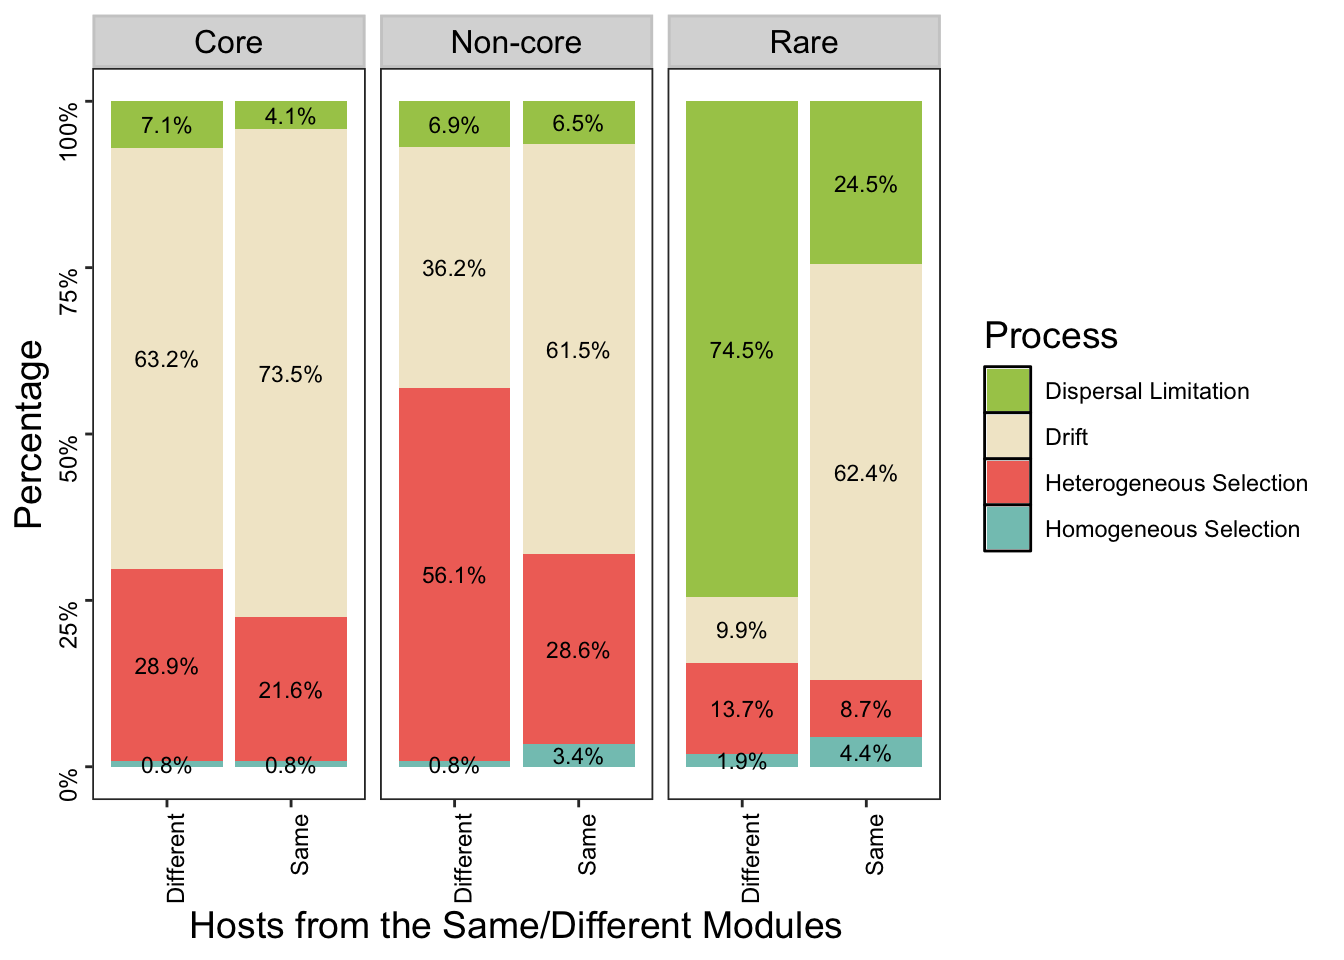 Core
Non-core
Rare
Percentage
100%
75%
50%
25%
0%
7.1%
63.2%
28.9%
0.8%
4.1%
73.5%
21.6%
0.8%
6.9%
36.2%
56.1%
0.8%
6.5%
61.5%
28.6%
3.4%
74.5%
9.9%
13.7%
1.9%
24.5%
62.4%
8.7%
4.4%
Different
Same
Different
Same
Different
Same
Hosts from the Same/Different Modules
Process
Dispersal Limitation
Drift
Heterogeneous Selection
Homogeneous Selection